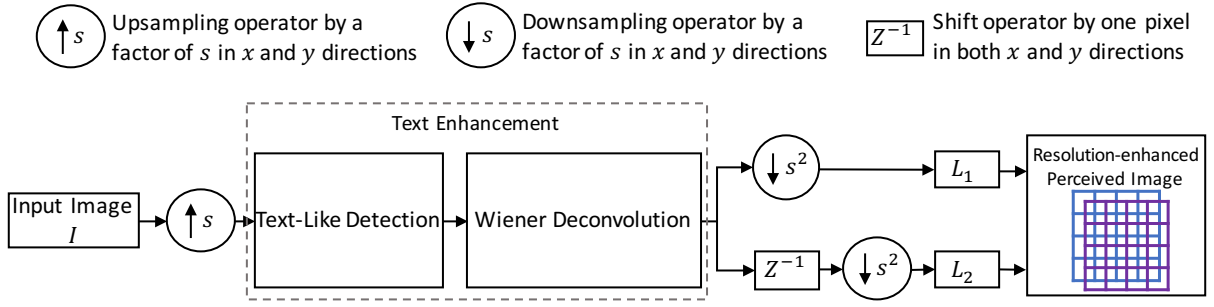 ↑ s
Upsampling operator by a
factor of s in x and y directions
↓ s
Downsampling operator by a
factor of s in x and y directions
Z⁻¹
Shift operator by one pixel
in both x and y directions
Text Enhancement
Input Image
I
↑ s
Text-Like Detection
Wiener Deconvolution
↓ s²
L₁
Z⁻¹
↓ s²
L₂
Resolution-enhanced
Perceived Image